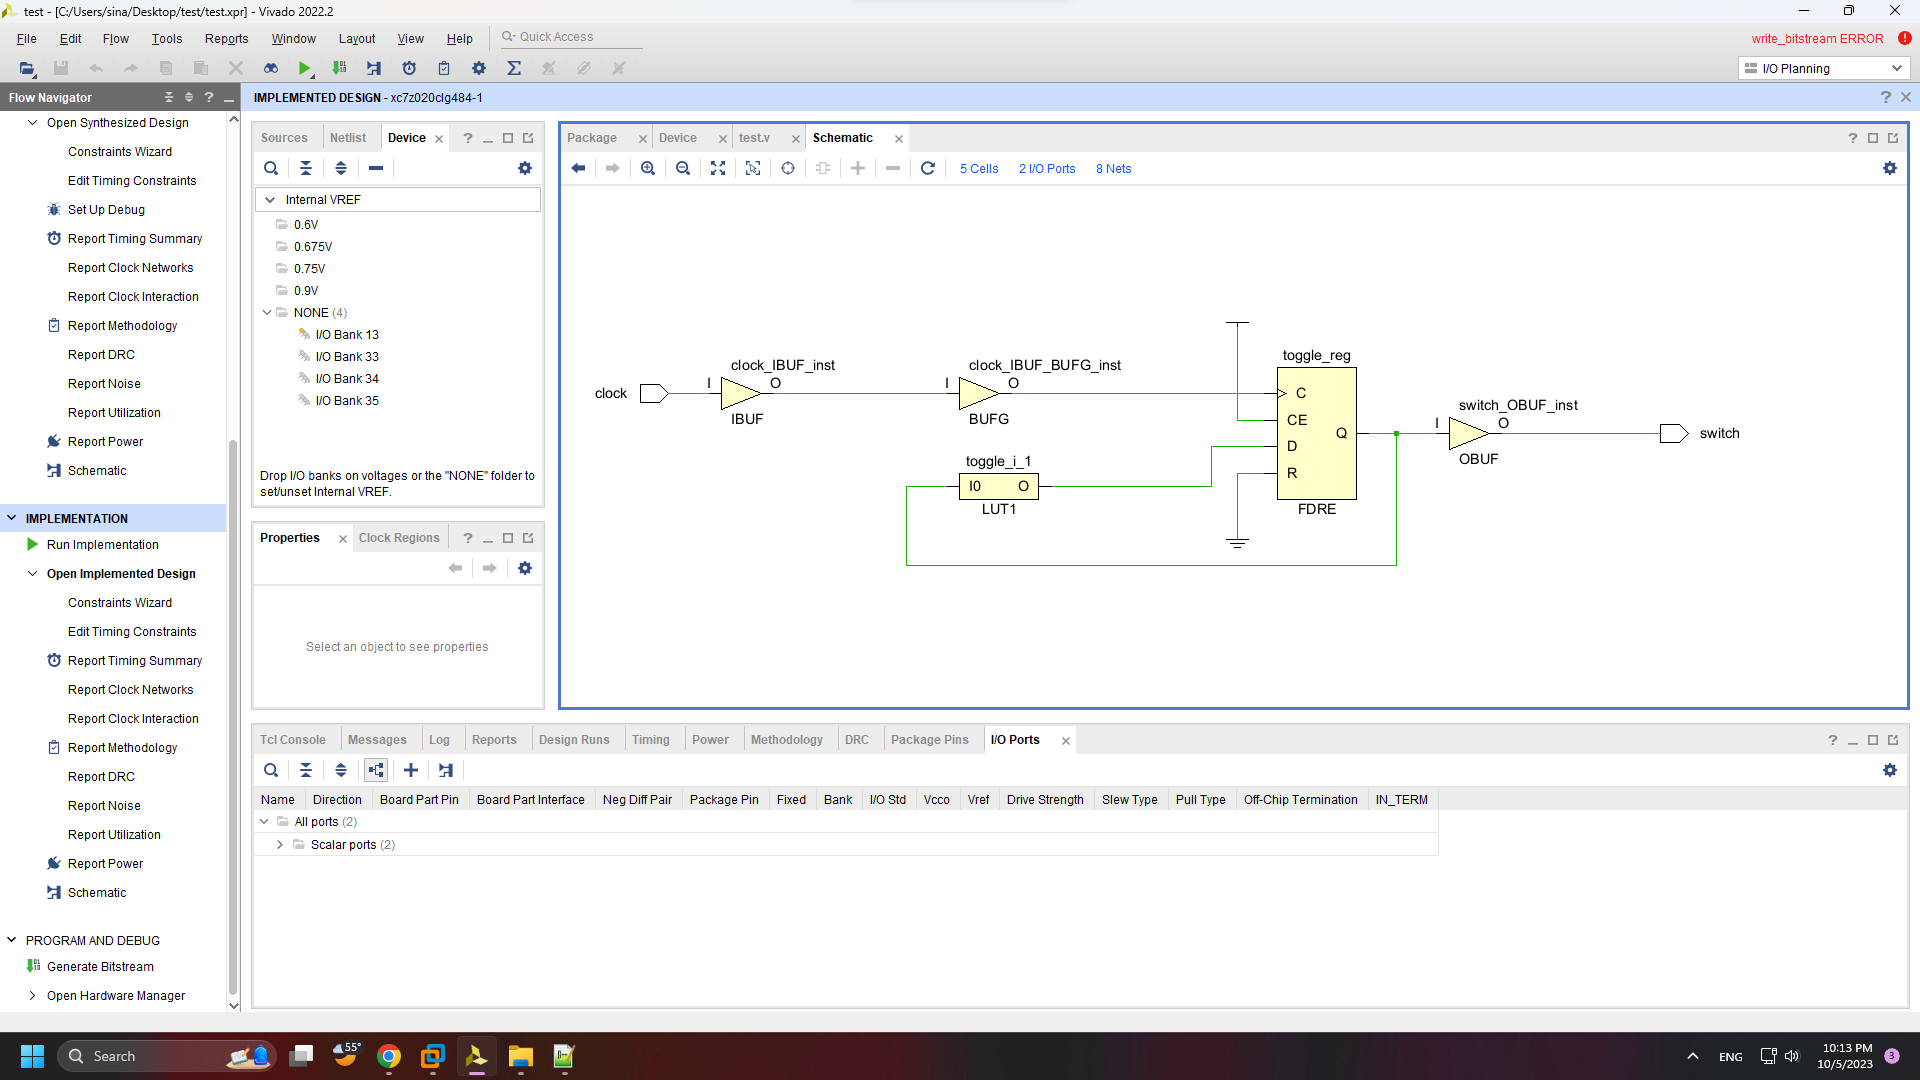 test - [C:/Users/sina/Desktop/test/test.xpr] - Vivado 2022.2
File Edit Flow Tools Reports Window Layout View Help
Quick Access
write_bitstream ERROR
I/O Planning
Flow Navigator
Open Synthesized Design
Constraints Wizard
Edit Timing Constraints
Set Up Debug
Report Timing Summary
Report Clock Networks
Report Clock Interaction
Report Methodology
Report DRC
Report Noise
Report Utilization
Report Power
Schematic
IMPLEMENTATION
Run Implementation
Open Implemented Design
Constraints Wizard
Edit Timing Constraints
Report Timing Summary
Report Clock Networks
Report Clock Interaction
Report Methodology
Report DRC
Report Noise
Report Utilization
Report Power
Schematic
PROGRAM AND DEBUG
Generate Bitstream
Open Hardware Manager
IMPLEMENTED DESIGN - xc7z020clg484-1
Sources Netlist Device
Internal VREF
0.6V
0.675V
0.75V
0.9V
NONE (4)
I/O Bank 13
I/O Bank 33
I/O Bank 34
I/O Bank 35
Drop I/O banks on voltages or the "NONE" folder to
set/unset Internal VREF.
Properties Clock Regions
Select an object to see properties
Package Device test.v Schematic
5 Cells 2 I/O Ports 8 Nets
clock
clock_IBUF_inst
I O
IBUF
clock_IBUF_BUFG_inst
I O
BUFG
toggle_i_1
I0 O
LUT1
toggle_reg
C
CE
D
R
Q
FDRE
switch_OBUF_inst
I O
OBUF
switch
Tcl Console Messages Log Reports Design Runs Timing Power Methodology DRC Package Pins I/O Ports
Name Direction Board Part Pin Board Part Interface Neg Diff Pair Package Pin Fixed Bank I/O Std Vcco Vref Drive Strength Slew Type Pull Type Off-Chip Termination IN_TERM
All ports (2)
Scalar ports (2)
Search
55°
ENG
10:13 PM
10/5/2023
3